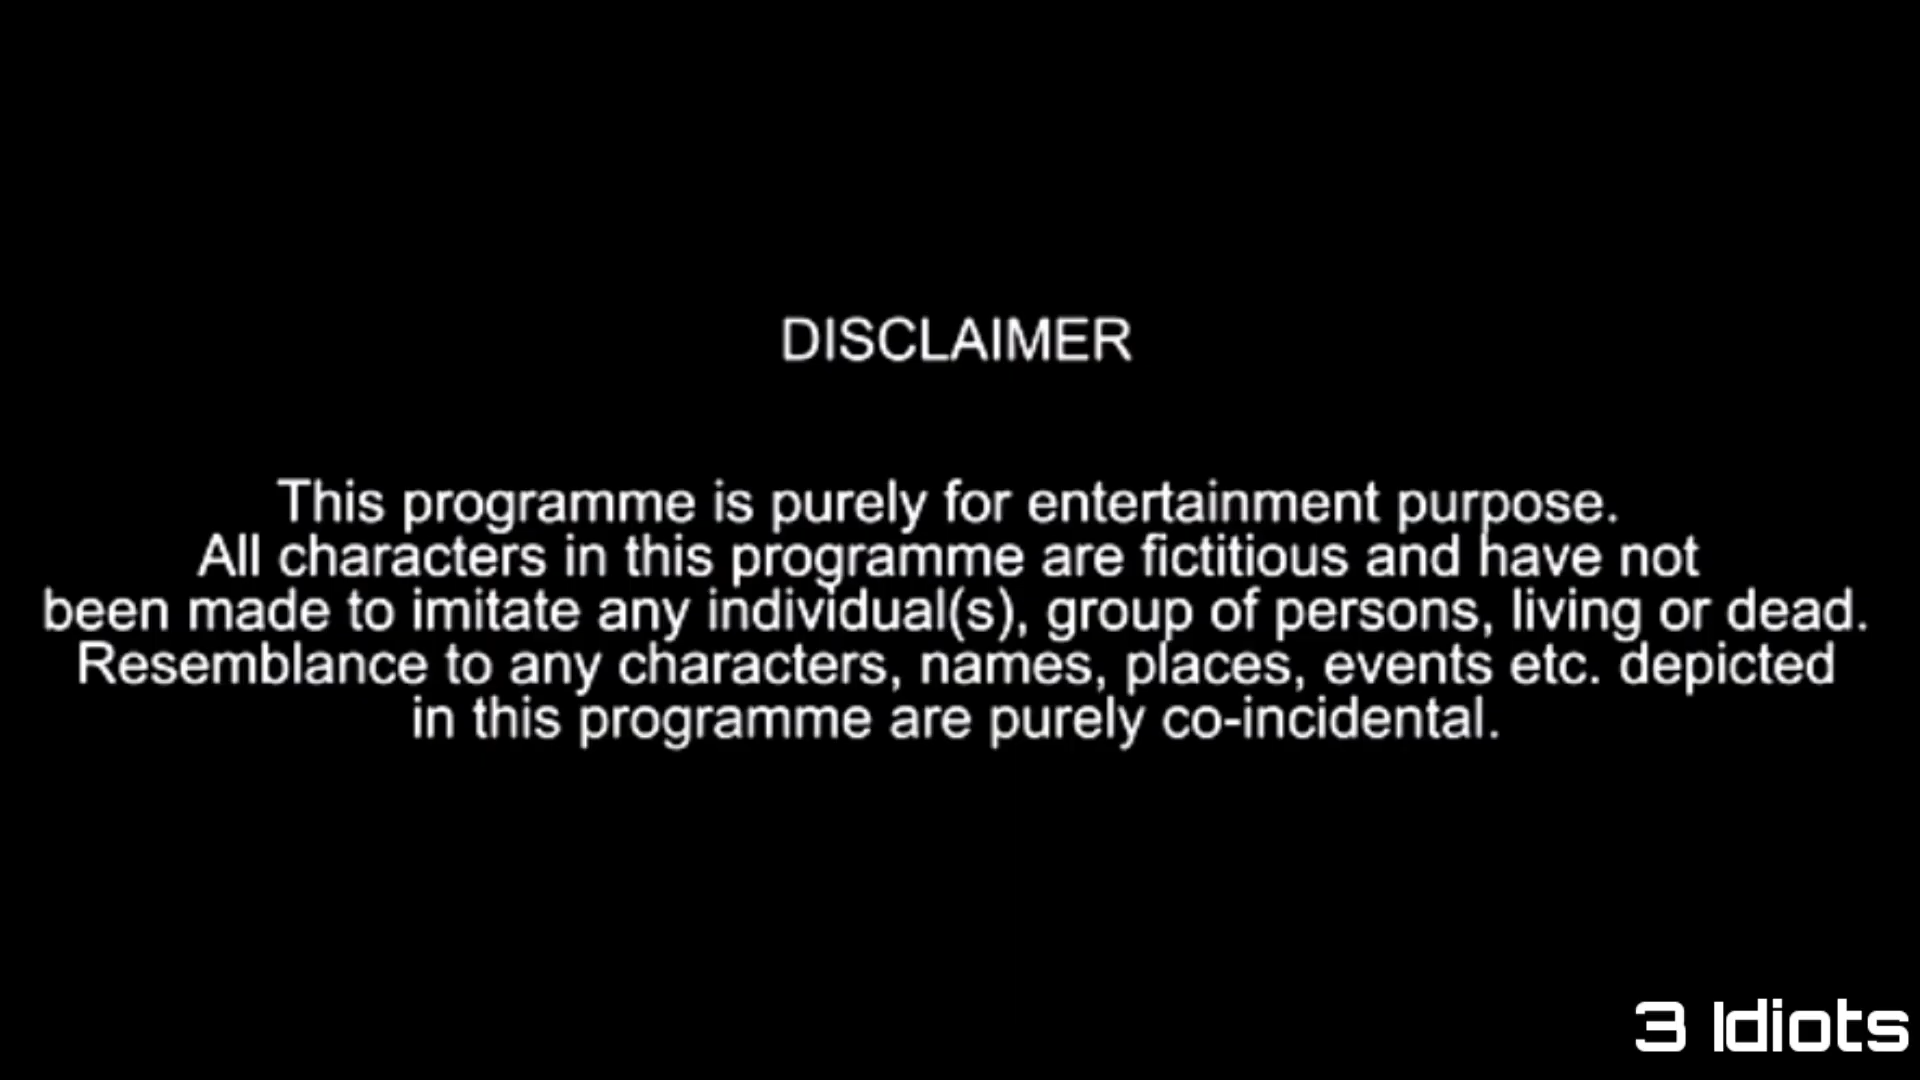 DISCLAIMER
This programme is purely for entertainment purpose.
All characters in this programme are fictitious and have not
been made to imitate any individual(s), group of persons, living or dead.
Resemblance to any characters, names, places, events etc. depicted
in this programme are purely co-incidental.
3 Idiots